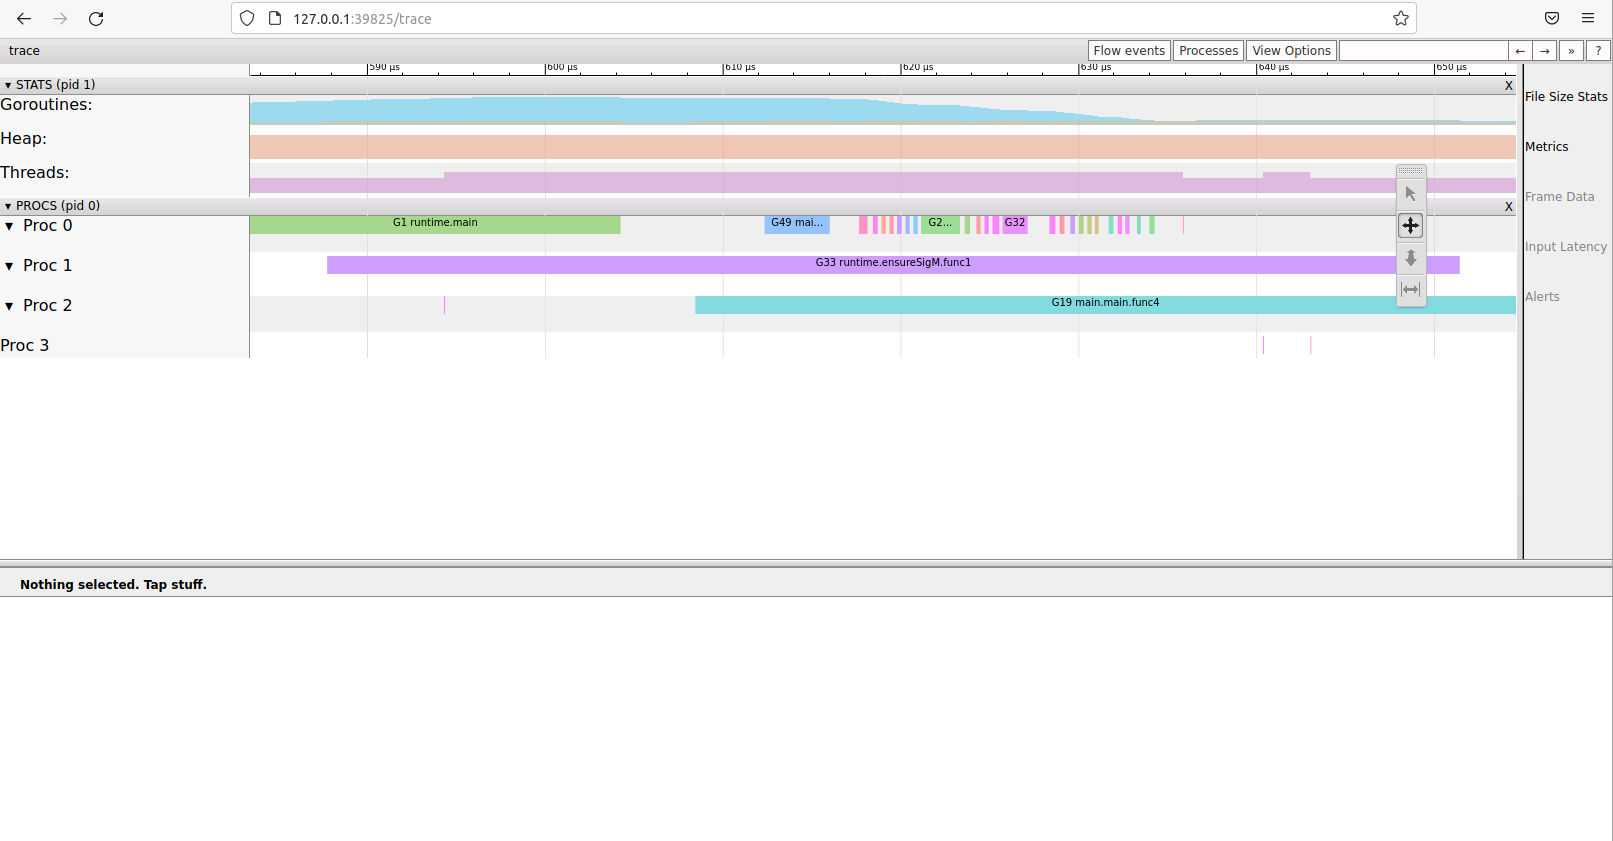 127.0.0.1:39825/trace
trace
Flow events Processes View Options ← → » ?
590 µs 600 µs 610 µs 620 µs 630 µs 640 µs 650 µs
▾ STATS (pid 1) X
Goroutines:
Heap:
Threads:
▾ PROCS (pid 0) X
▾ Proc 0 G1 runtime.main G49 mai... G2... G32
▾ Proc 1 G33 runtime.ensureSigM.func1
▾ Proc 2 G19 main.main.func4
Proc 3
File Size Stats
Metrics
Frame Data
Input Latency
Alerts
Nothing selected. Tap stuff.